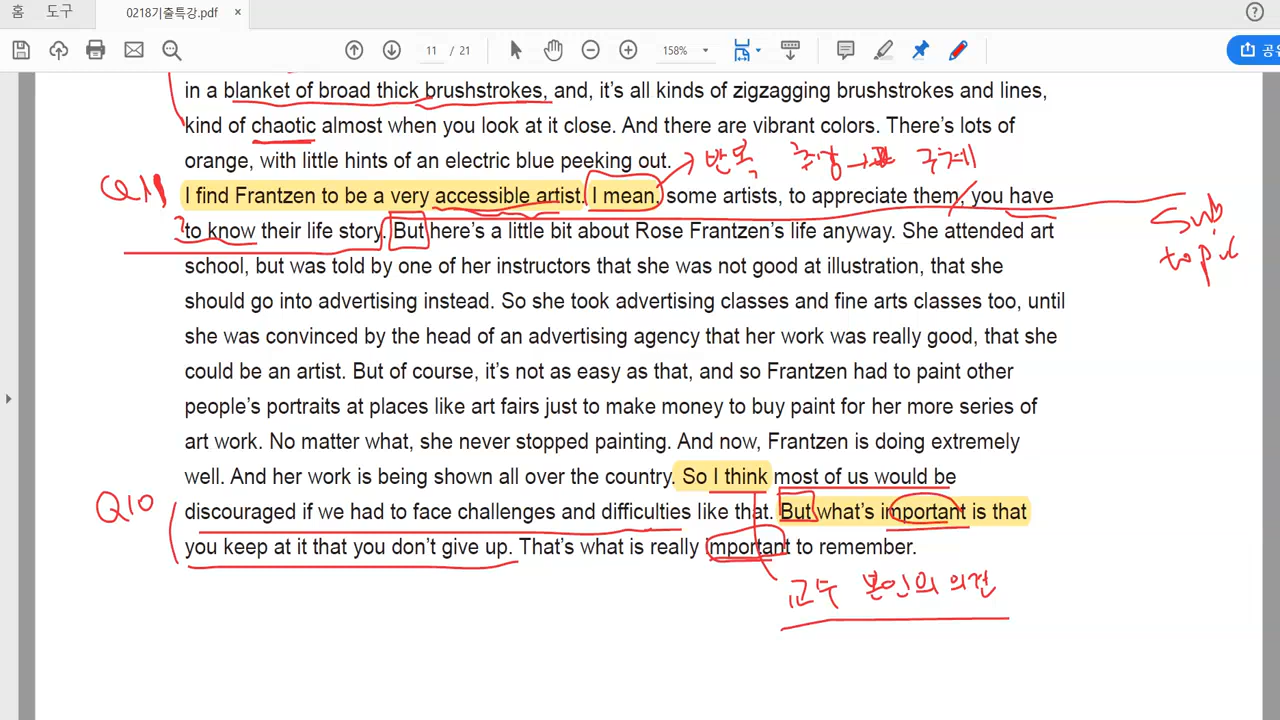 홈 도구 0218기출특강.pdf ×
11 / 21 158% 공유
in a blanket of broad thick brushstrokes, and, it's all kinds of zigzagging brushstrokes and lines,
kind of chaotic almost when you look at it close. And there are vibrant colors. There's lots of
orange, with little hints of an electric blue peeking out.
반복 추상 → 구체
I find Frantzen to be a very accessible artist. I mean, some artists, to appreciate them, you have
to know their life story. But here's a little bit about Rose Frantzen's life anyway. She attended art
Sub
topic
school, but was told by one of her instructors that she was not good at illustration, that she
should go into advertising instead. So she took advertising classes and fine arts classes too, until
she was convinced by the head of an advertising agency that her work was really good, that she
could be an artist. But of course, it's not as easy as that, and so Frantzen had to paint other
people's portraits at places like art fairs just to make money to buy paint for her more series of
art work. No matter what, she never stopped painting. And now, Frantzen is doing extremely
well. And her work is being shown all over the country. So I think most of us would be
Q10
discouraged if we had to face challenges and difficulties like that. But what's important is that
you keep at it that you don't give up. That's what is really important to remember.
교수 본인의 의견